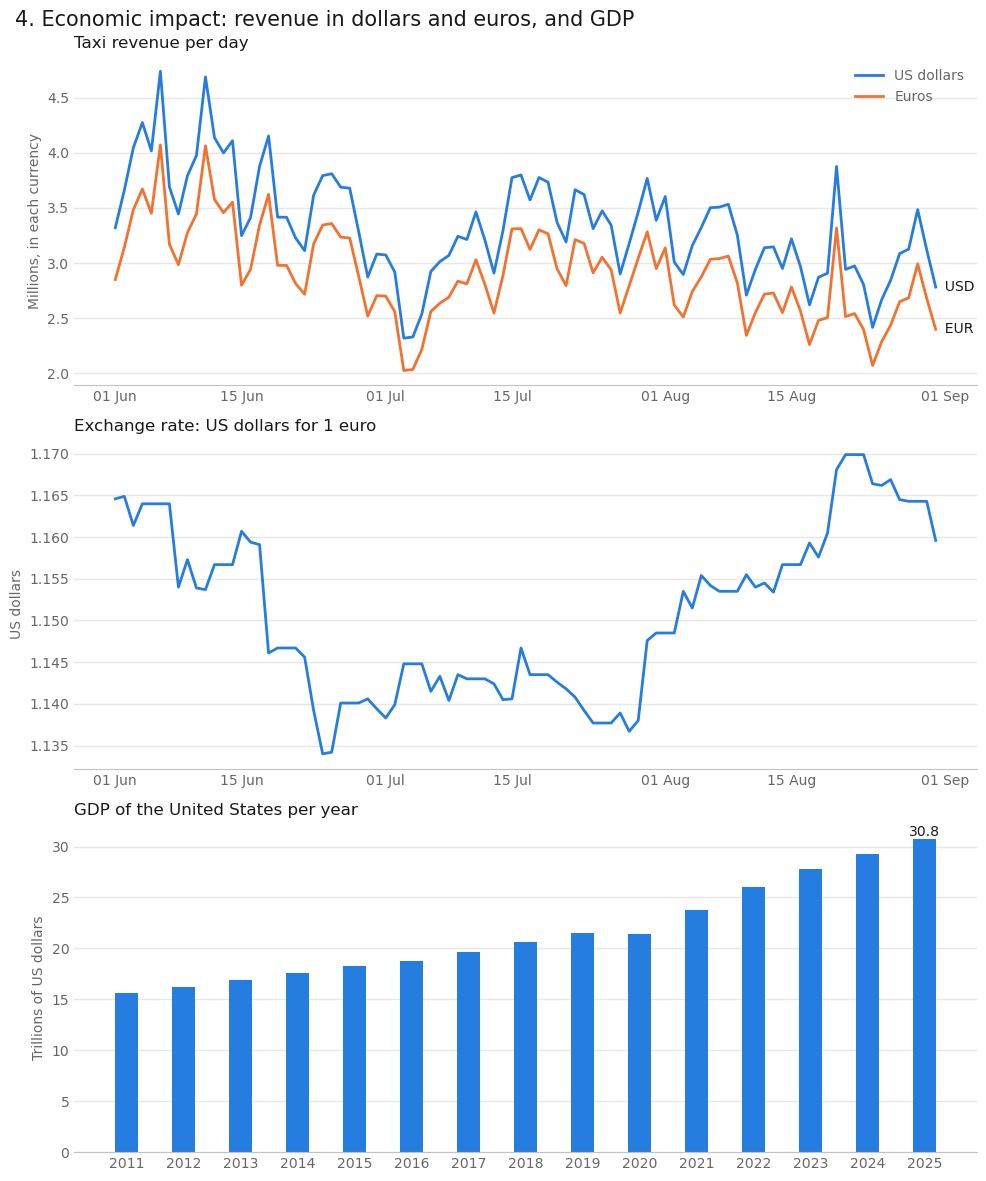 4. Economic impact: revenue in dollars and euros, and GDP
Taxi revenue per day
US dollars
Euros
Millions, in each currency
4.5
4.0
3.5
3.0
2.5
2.0
USD
EUR
01 Jun 15 Jun 01 Jul 15 Jul 01 Aug 15 Aug 01 Sep
Exchange rate: US dollars for 1 euro
US dollars
1.170
1.165
1.160
1.155
1.150
1.145
1.140
1.135
01 Jun 15 Jun 01 Jul 15 Jul 01 Aug 15 Aug 01 Sep
GDP of the United States per year
30.8
Trillions of US dollars
30
25
20
15
10
5
0
2011 2012 2013 2014 2015 2016 2017 2018 2019 2020 2021 2022 2023 2024 2025